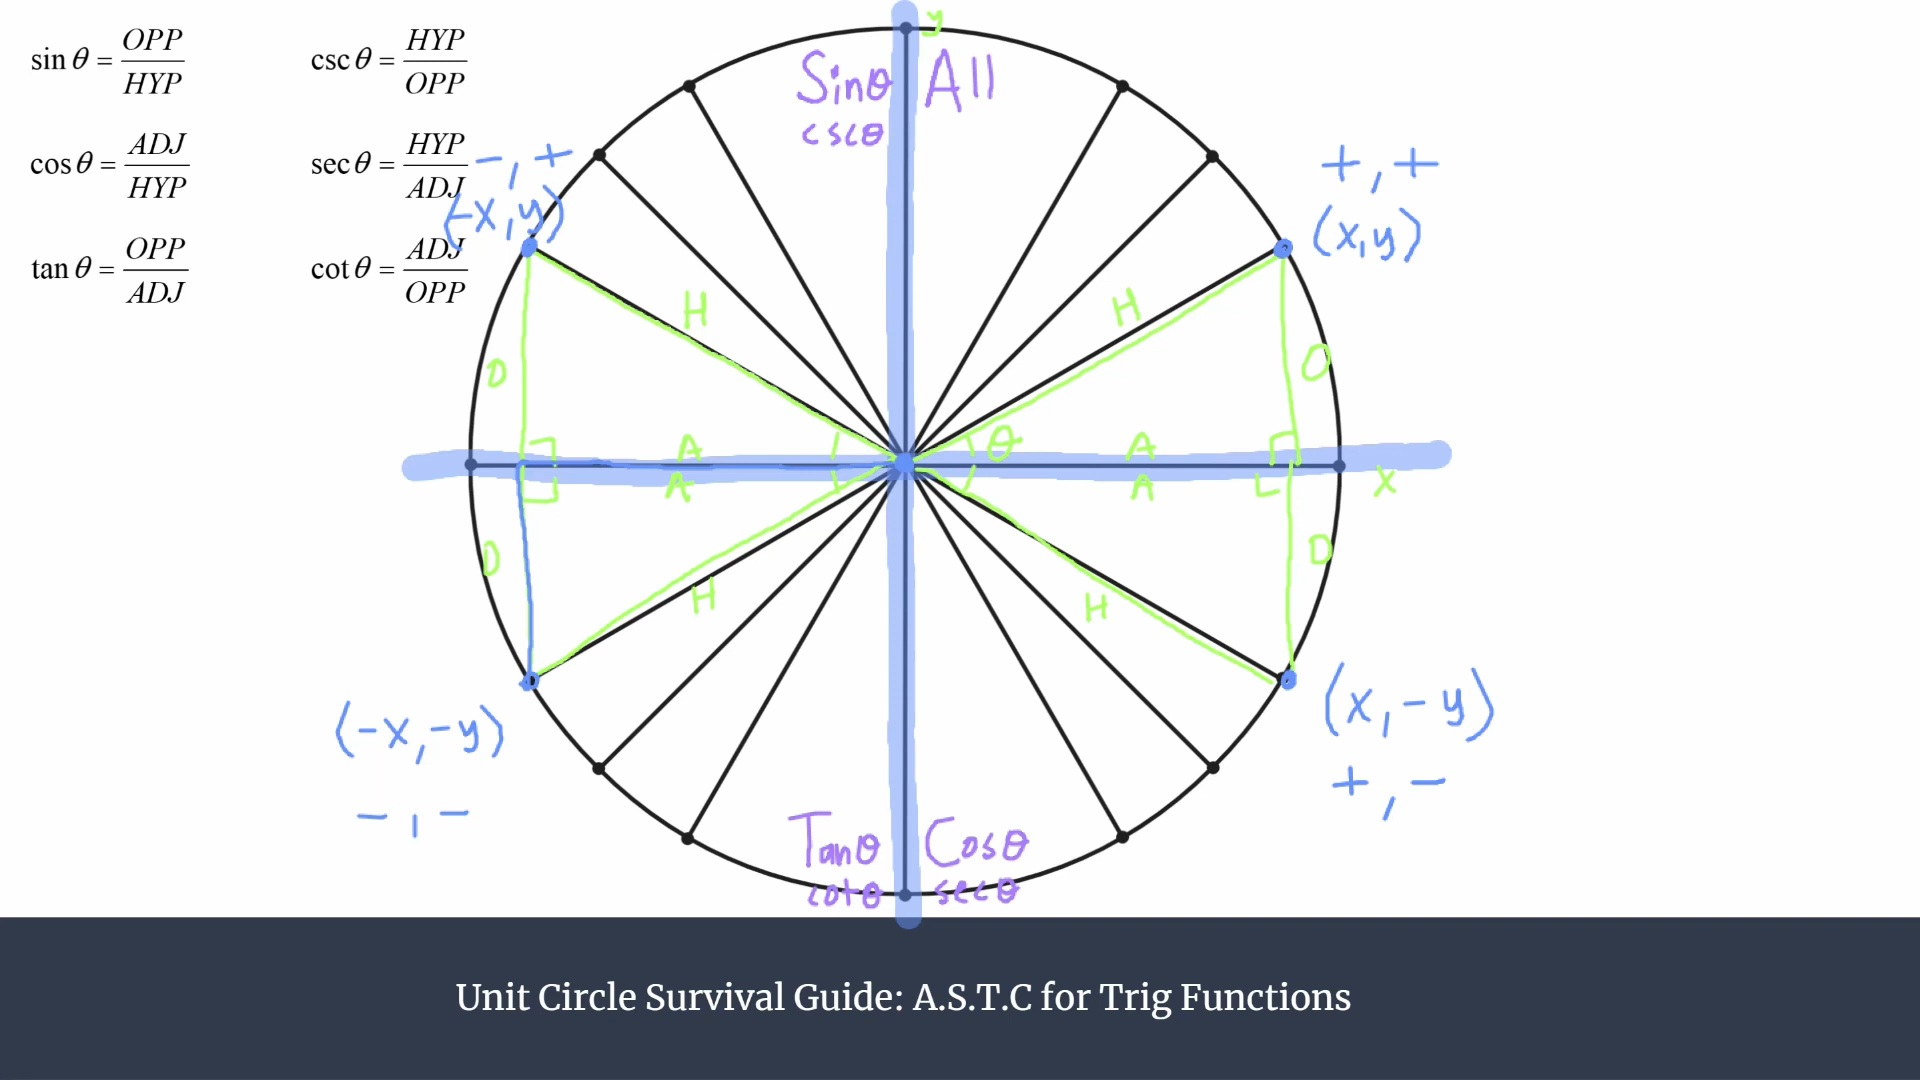 sin θ = OPP / HYP
csc θ = HYP / OPP
cos θ = ADJ / HYP
sec θ = HYP / ADJ
tan θ = OPP / ADJ
cot θ = ADJ / OPP
y
Sinθ All
cscθ
-, +
(-x, y)
+, +
(x, y)
H H
O O
A θ A
A A x
O O
H H
(-x, -y)
-, -
(x, -y)
+, -
Tanθ Cosθ
cotθ secθ
Unit Circle Survival Guide: A.S.T.C for Trig Functions